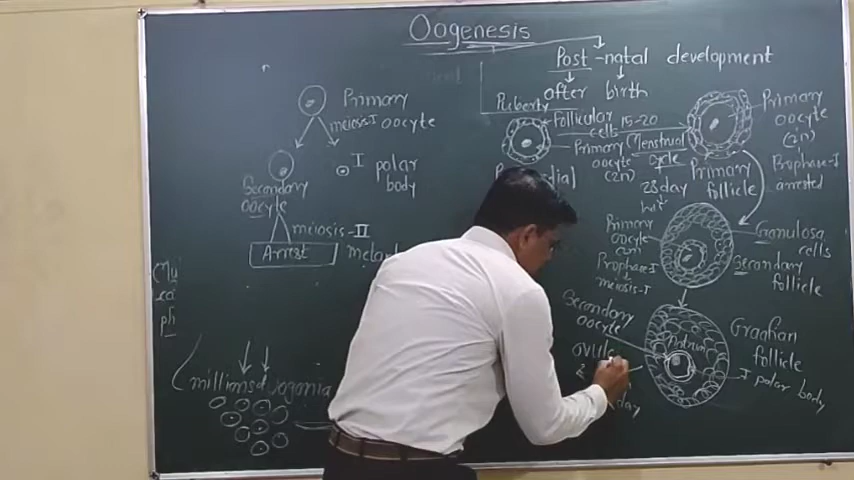 Oogenesis
Post-natal development
after birth
Puberty
Follicular
cells
15-20
Primary
oocyte
(2n)
Menstrual
cycle
28 day
Primary
follicle
Primary
oocyte
(2n)
Prophase-I
arrested
Primary
oocyte
(2n)
Prophase-I
meiosis-I
Granulosa
cells
Secondary
follicle
Secondary
oocyte
Graafian
follicle
Antrum
I polar body
day
Primary
oocyte
meiosis-I
I polar
body
Secondary
oocyte
meiosis-II
Arrest
millions of